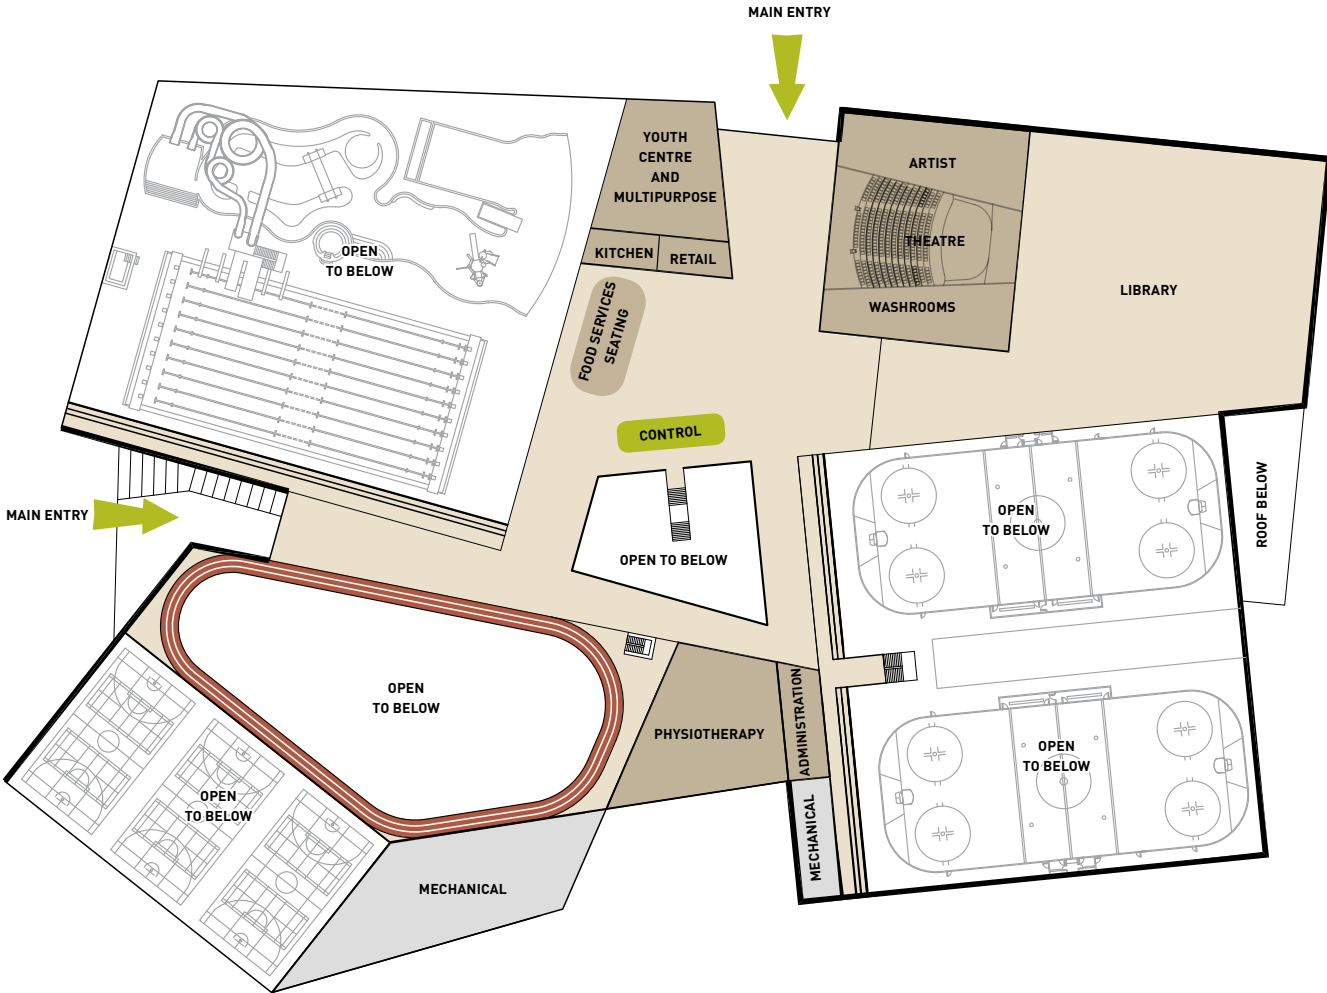 MAIN ENTRY
YOUTH
CENTRE
AND
MULTIPURPOSE
KITCHEN
RETAIL
ARTIST
THEATRE
WASHROOMS
LIBRARY
OPEN
TO BELOW
FOOD SERVICES
SEATING
CONTROL
MAIN ENTRY
OPEN TO BELOW
OPEN
TO BELOW
ROOF BELOW
OPEN
TO BELOW
PHYSIOTHERAPY
ADMINISTRATION
OPEN
TO BELOW
OPEN
TO BELOW
MECHANICAL
MECHANICAL